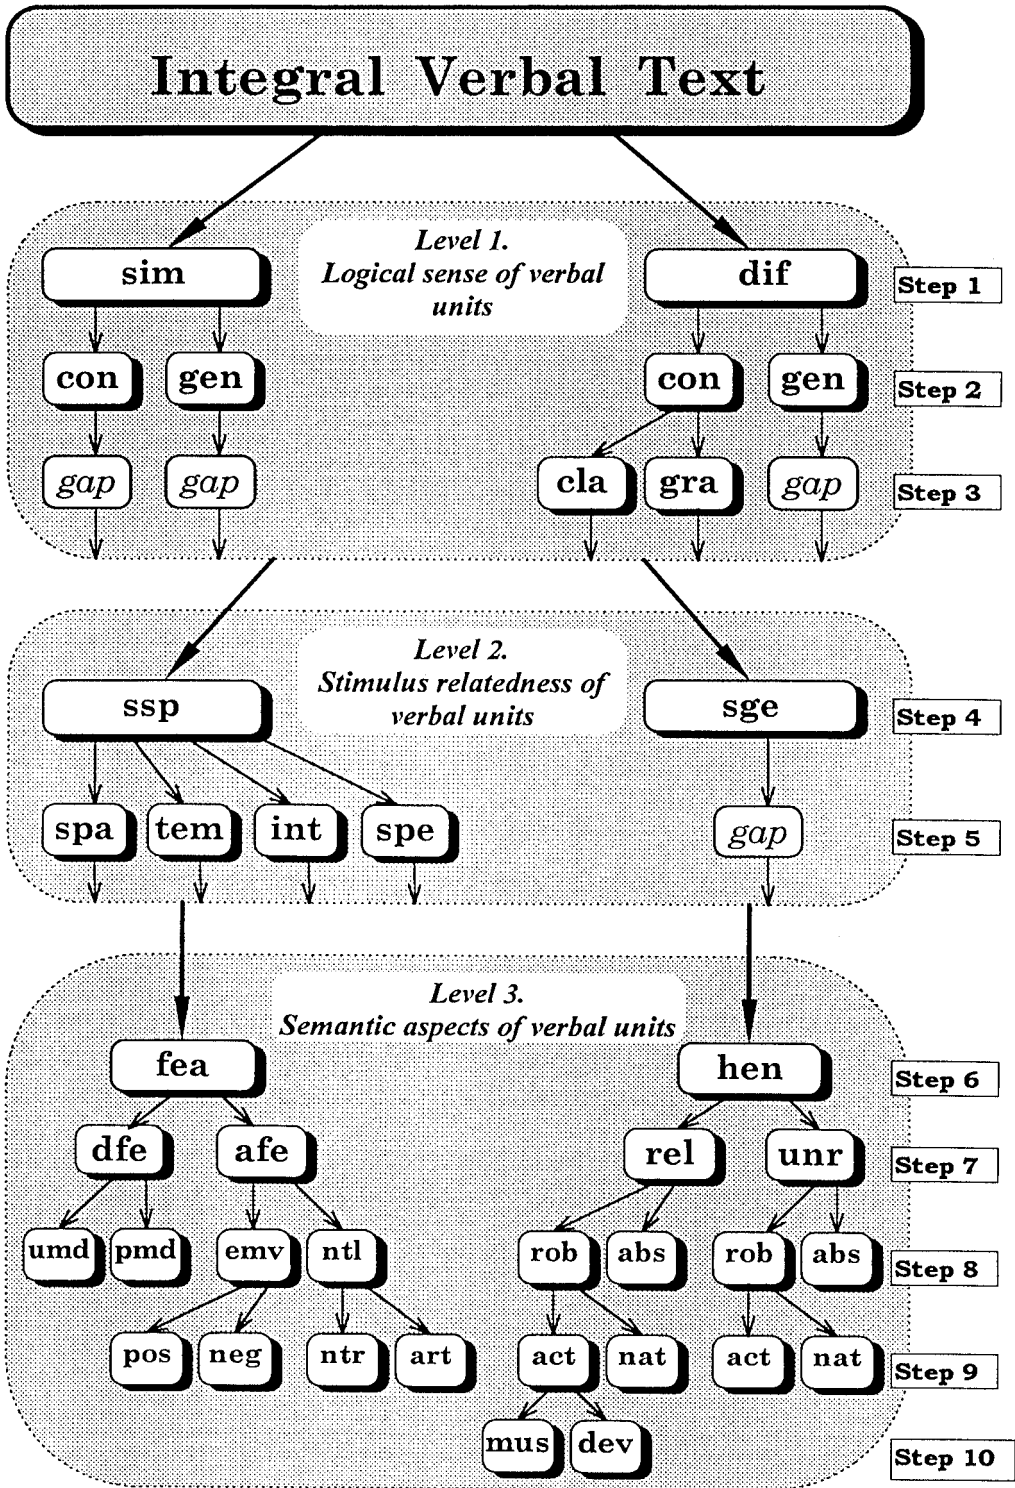 Integral Verbal Text
Level 1.
Logical sense of verbal
units
sim
dif
Step 1
con
gen
con
gen
Step 2
gap
gap
cla
gra
gap
Step 3
Level 2.
Stimulus relatedness of
verbal units
ssp
sge
Step 4
spa
tem
int
spe
gap
Step 5
Level 3.
Semantic aspects of verbal units
fea
hen
Step 6
dfe
afe
rel
unr
Step 7
umd
pmd
emv
ntl
rob
abs
rob
abs
Step 8
pos
neg
ntr
art
act
nat
act
nat
Step 9
mus
dev
Step 10